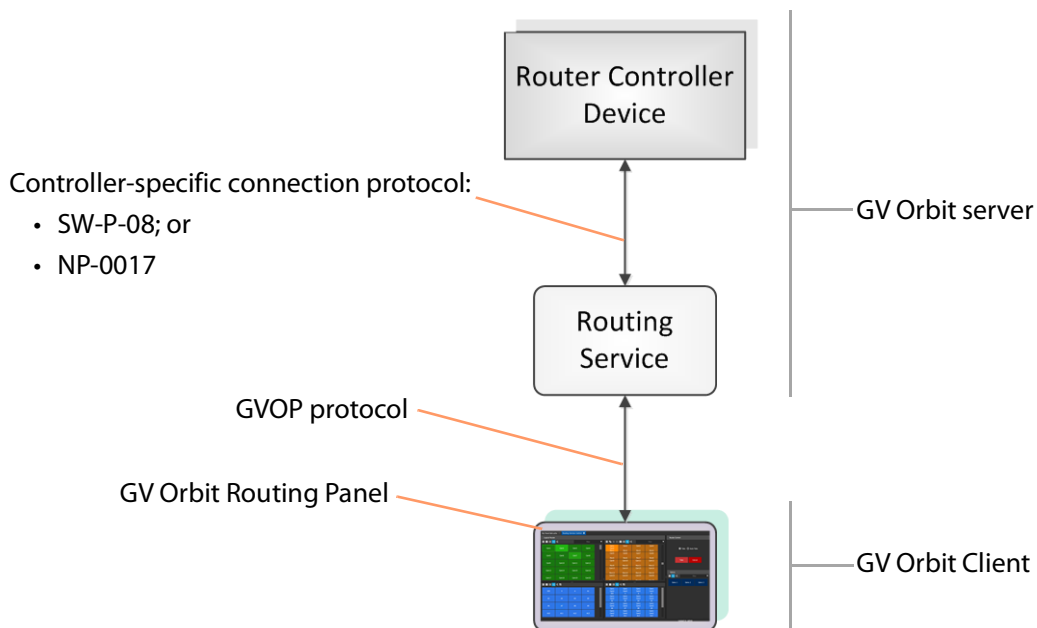 Router Controller
Device
Controller-specific connection protocol:
• SW-P-08; or
• NP-0017
GV Orbit server
Routing
Service
GVOP protocol
GV Orbit Routing Panel
GV Orbit Client